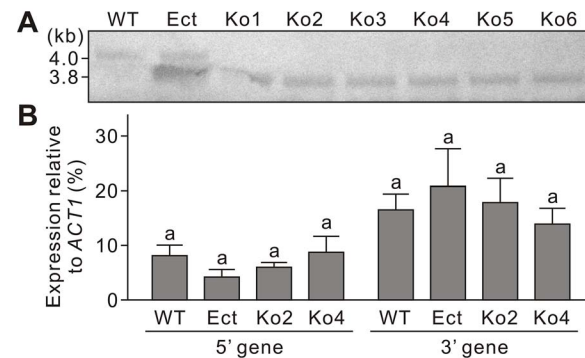 A WT Ect Ko1 Ko2 Ko3 Ko4 Ko5 Ko6
(kb)
4.0
3.8
B
Expression relative
to ACT1 (%)
30
20
10
0
a a a a a a a a
WT Ect Ko2 Ko4 WT Ect Ko2 Ko4
5’ gene 3’ gene